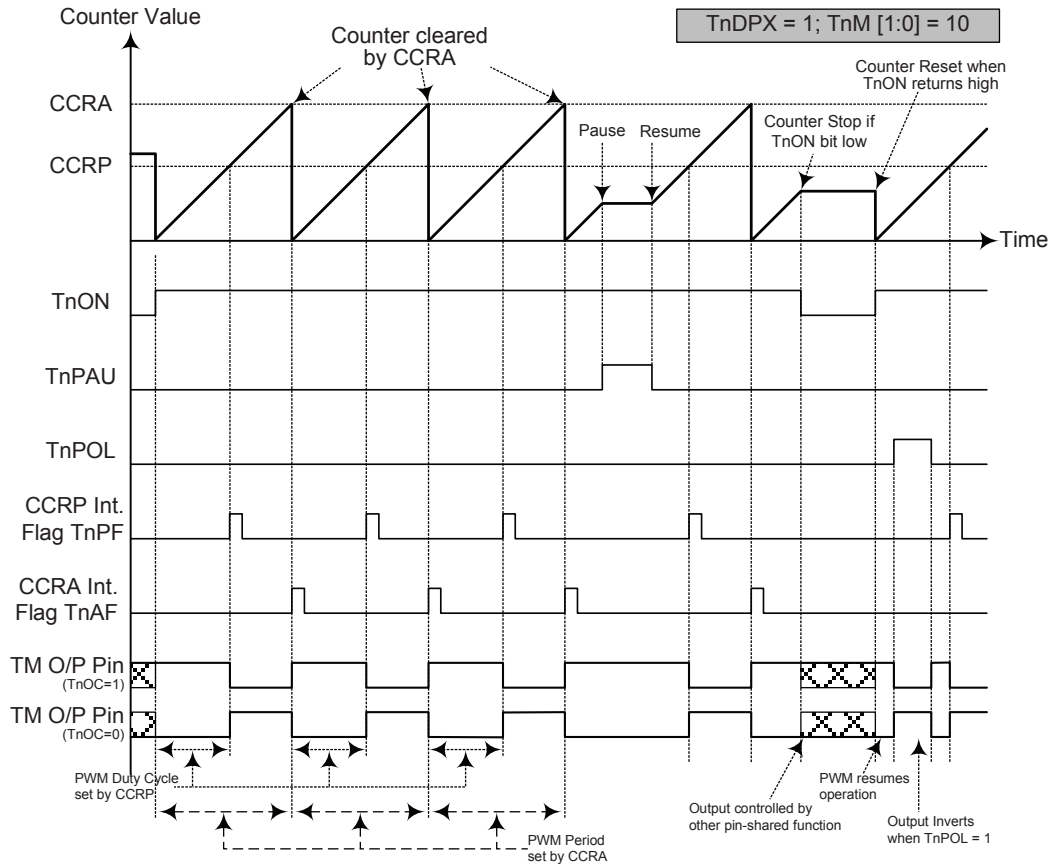 Counter Value
TnDPX = 1; TnM [1:0] = 10
Counter cleared
by CCRA
Counter Reset when
TnON returns high
CCRA
Pause
Resume
Counter Stop if
TnON bit low
CCRP
Time
TnON
TnPAU
TnPOL
CCRP Int.
Flag TnPF
CCRA Int.
Flag TnAF
TM O/P Pin
(TnOC=1)
TM O/P Pin
(TnOC=0)
PWM Duty Cycle
set by CCRP
PWM Period
set by CCRA
Output controlled by
other pin-shared function
PWM resumes
operation
Output Inverts
when TnPOL = 1